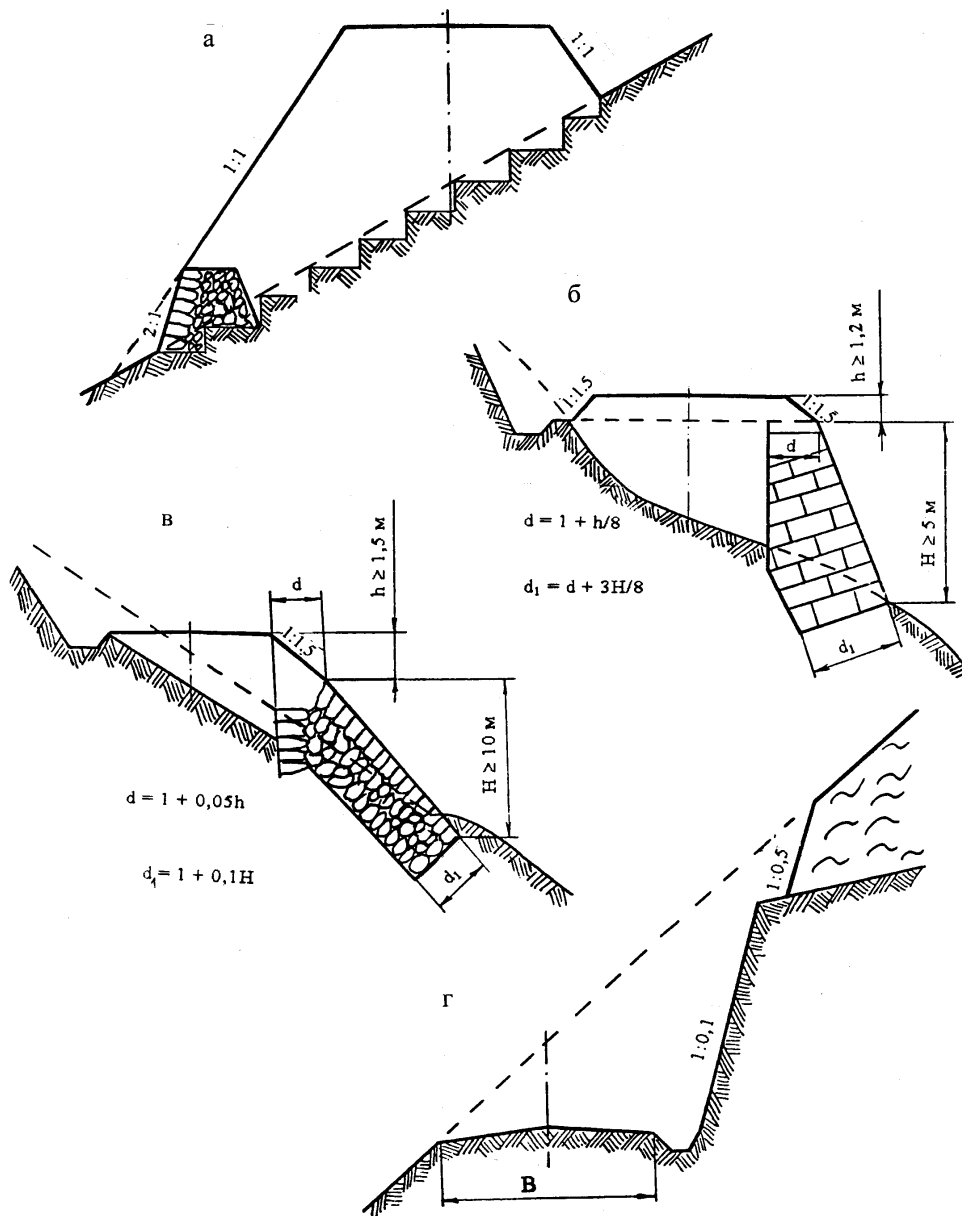 а
1:1
1:1
2:1
б
h ≥ 1,2 м
1:1.5
1:1.5
d
H ≥ 5 м
d = 1 + h/8
d₁ = d + 3H/8
d₁
в
h ≥ 1,5 м
d
1:1.5
H ≥ 10 м
d = 1 + 0,05h
d₁ = 1 + 0,1H
d₁
г
1:0,5
1:0,1
В